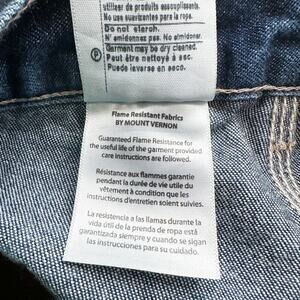 utiliser de produits assouplissants.
No use suavizantes para la ropa.
Do not starch.
N' amidonnez pas. No Almidonar.
P
Garment may be dry cleaned.
Peut être nettoyé à sec.
Puede lavarse en seco.
Flame Resistant Fabrics
BY MOUNT VERNON
Guaranteed Flame Resistance for
the useful life of the garment provided
care instructions are followed.
Résistance aux flammes garantie
pendant la durée de vie utile du
vêtement à condition que les
instructions d'entretien soient suivies.
La resistencia a las llamas durante la
vida útil de la prenda de ropa está
garantizada siempre y cuando se sigan
las instrucciones para su cuidado.